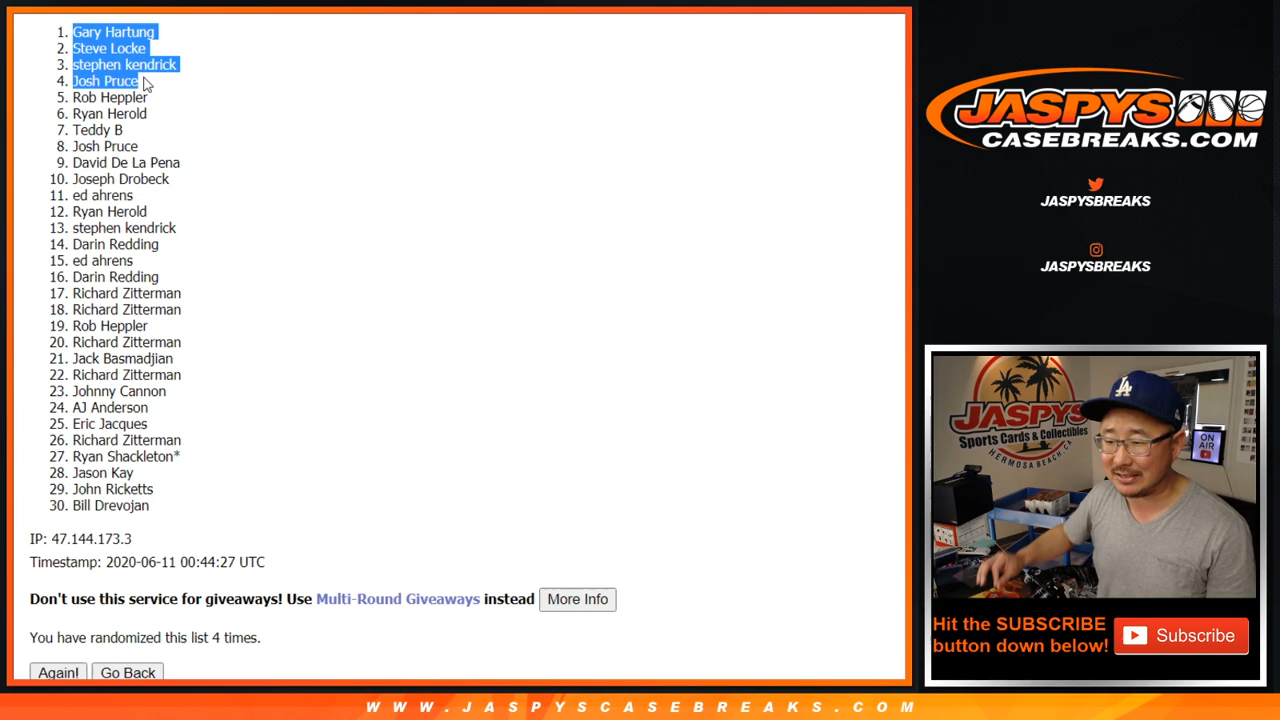 1. Gary Hartung
2. Steve Locke
3. stephen kendrick
4. Josh Pruce
5. Rob Heppler
6. Ryan Herold
7. Teddy B
8. Josh Pruce
9. David De La Pena
10. Joseph Drobeck
11. ed ahrens
12. Ryan Herold
13. stephen kendrick
14. Darin Redding
15. ed ahrens
16. Darin Redding
17. Richard Zitterman
18. Richard Zitterman
19. Rob Heppler
20. Richard Zitterman
21. Jack Basmadjian
22. Richard Zitterman
23. Johnny Cannon
24. AJ Anderson
25. Eric Jacques
26. Richard Zitterman
27. Ryan Shackleton*
28. Jason Kay
29. John Ricketts
30. Bill Drevojan
IP: 47.144.173.3
Timestamp: 2020-06-11 00:44:27 UTC
Don't use this service for giveaways! Use Multi-Round Giveaways instead More Info
You have randomized this list 4 times.
Again! Go Back
JASPYS
CASEBREAKS.COM
JASPYSBREAKS
JASPYSBREAKS
JASPYS
Sports Cards & Collectibles
HERMOSA BEACH, CA
LA
ON
AIR
Hit the SUBSCRIBE
button down below!
Subscribe
WWW.JASPYSCASEBREAKS.COM